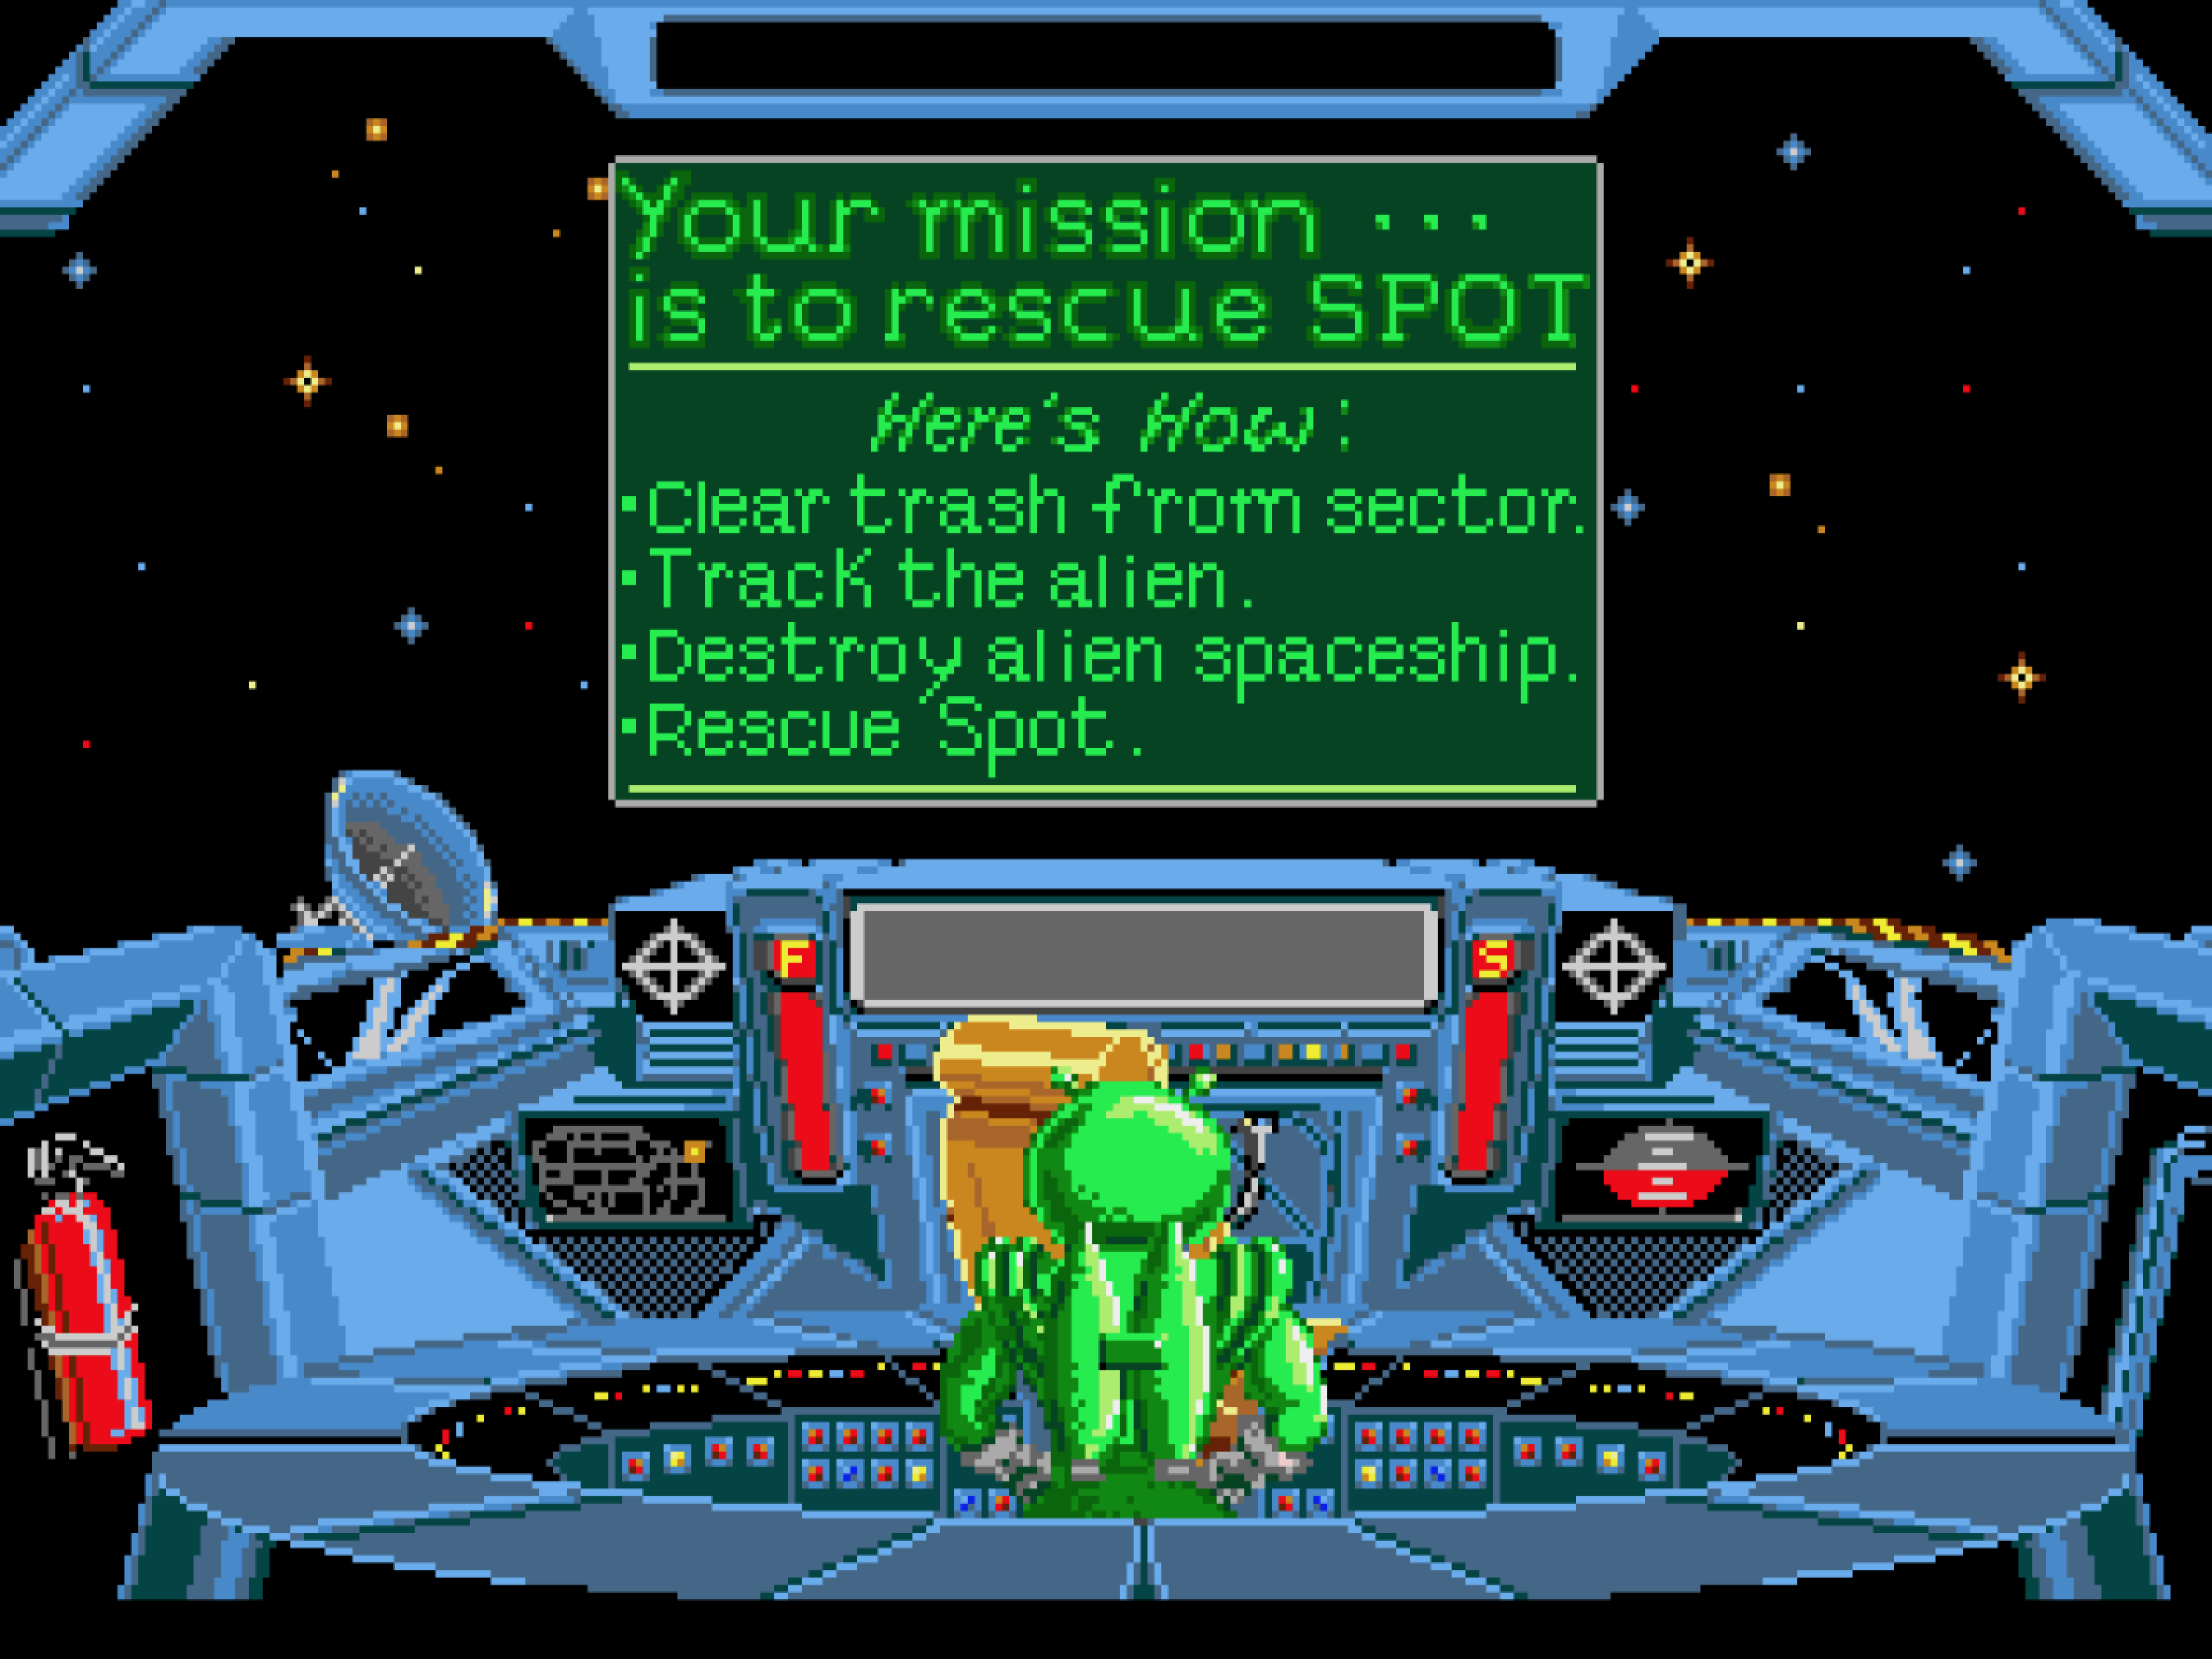 Your mission ...
is to rescue SPOT
Here's How:
•Clear trash from sector.
•Track the alien.
•Destroy alien spaceship.
•Rescue Spot.
F
S